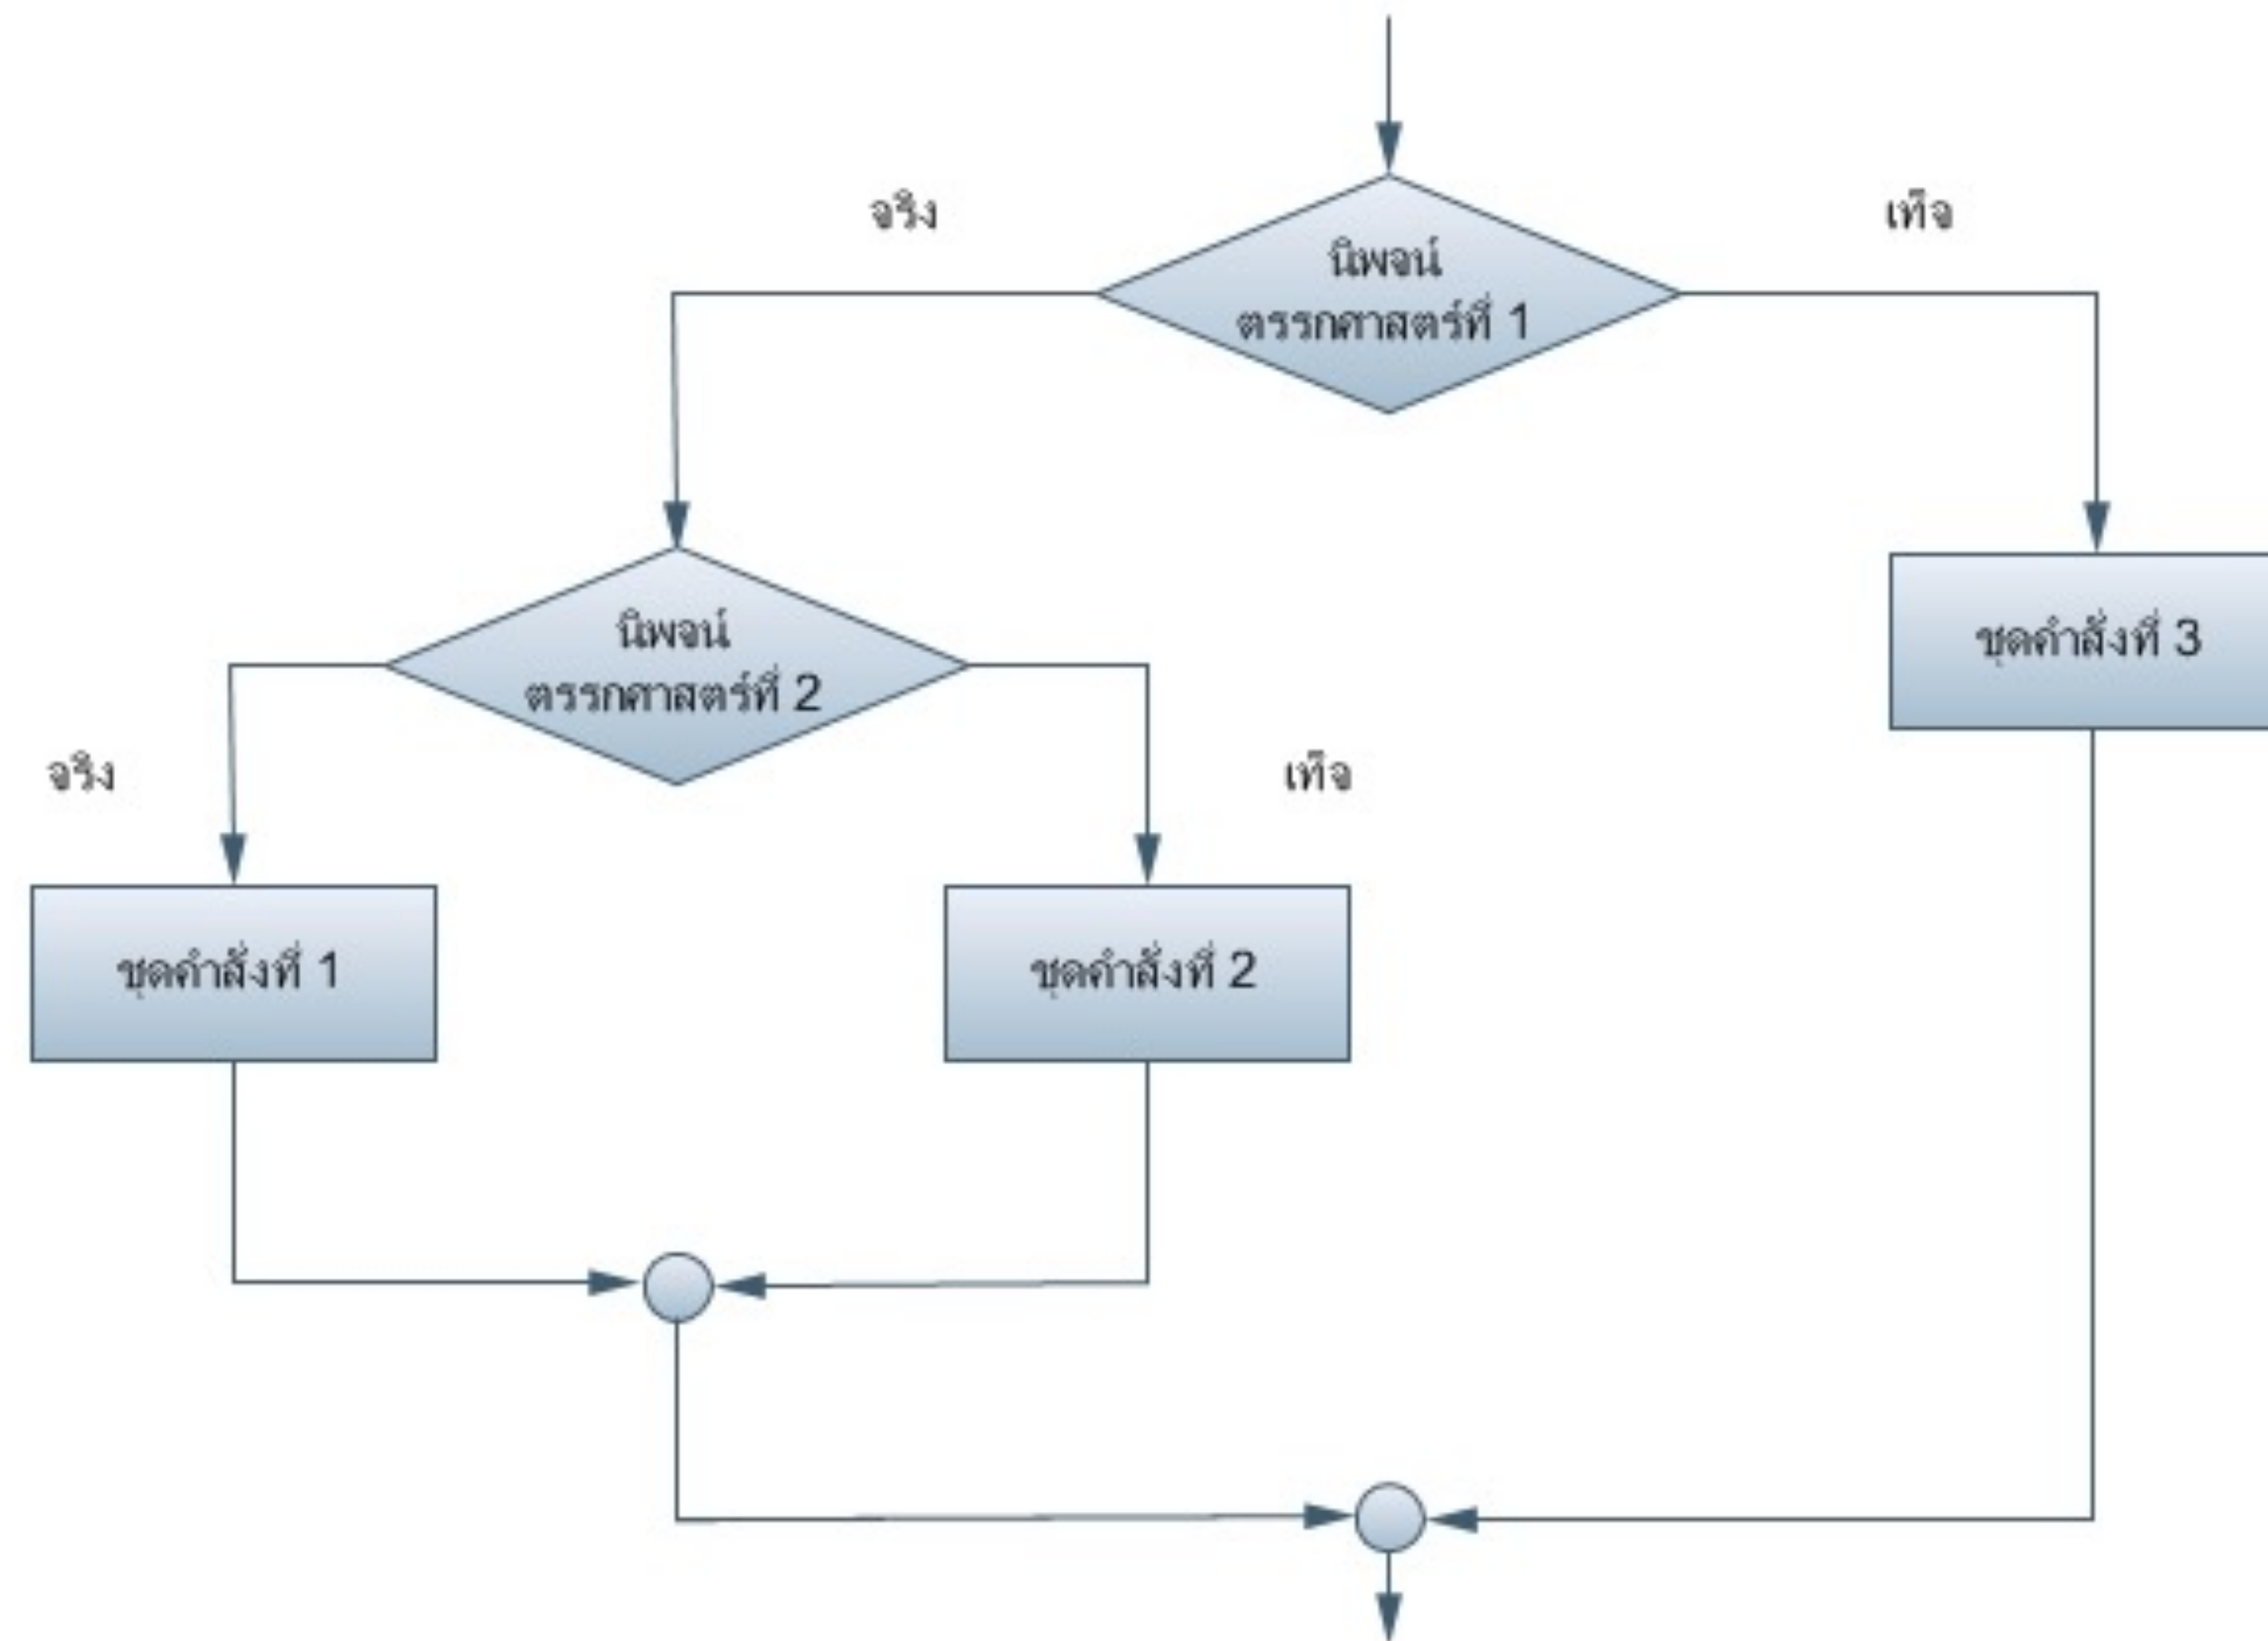 จริง
เท็จ
นิพจน์
ตรรกศาสตร์ที่ 1
นิพจน์
ตรรกศาสตร์ที่ 2
ชุดคำสั่งที่ 3
จริง
เท็จ
ชุดคำสั่งที่ 1
ชุดคำสั่งที่ 2